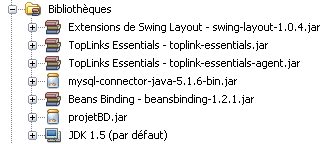 Bibliothèques
Extensions de Swing Layout - swing-layout-1.0.4.jar
TopLinks Essentials - toplink-essentials.jar
TopLinks Essentials - toplink-essentials-agent.jar
mysql-connector-java-5.1.6-bin.jar
Beans Binding - beansbinding-1.2.1.jar
projetBD.jar
JDK 1.5 (par défaut)